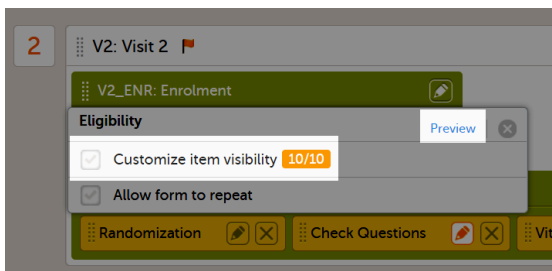 2
V2: Visit 2
V2_ENR: Enrolment
Eligibility
Preview
Customize item visibility 10/10
Allow form to repeat
Randomization
Check Questions
Vit